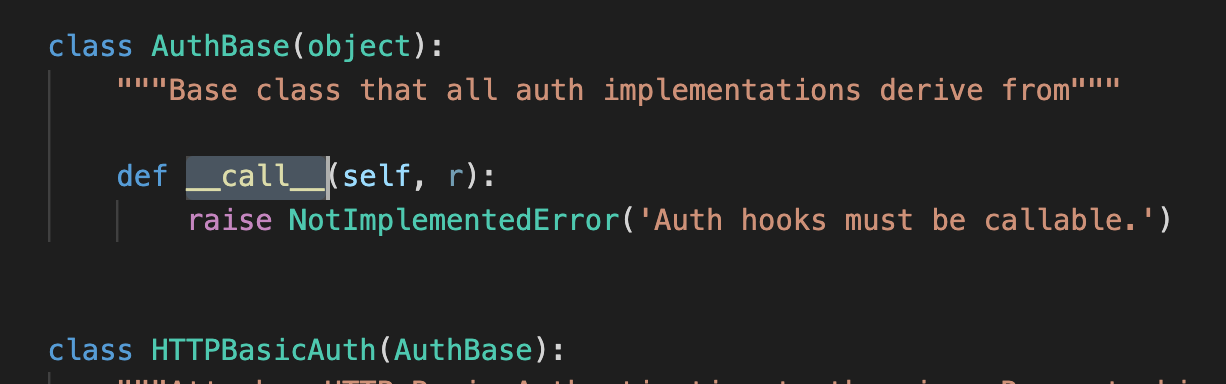 class AuthBase(object):
"""Base class that all auth implementations derive from"""
def __call__(self, r):
raise NotImplementedError('Auth hooks must be callable.')
class HTTPBasicAuth(AuthBase):